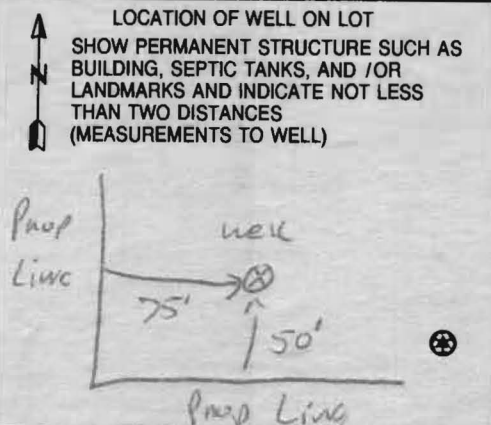 LOCATION OF WELL ON LOT
SHOW PERMANENT STRUCTURE SUCH AS
N
BUILDING, SEPTIC TANKS, AND /OR
LANDMARKS AND INDICATE NOT LESS
THAN TWO DISTANCES
(MEASUREMENTS TO WELL)
Prop
Line
well
75'
50'
Prop Line